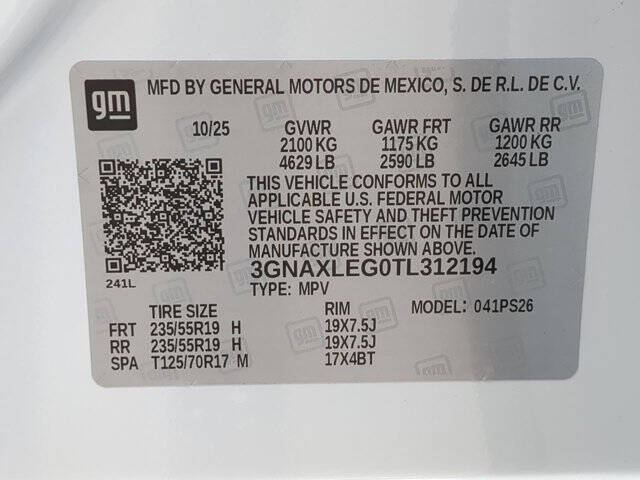 gm
MFD BY GENERAL MOTORS DE MEXICO, S. DE R.L. DE C.V.
10/25 GVWR GAWR FRT GAWR RR
2100 KG 1175 KG 1200 KG
4629 LB 2590 LB 2645 LB
THIS VEHICLE CONFORMS TO ALL
APPLICABLE U.S. FEDERAL MOTOR
VEHICLE SAFETY AND THEFT PREVENTION
STANDARDS IN EFFECT ON THE DATE OF
MANUFACTURE SHOWN ABOVE.
3GNAXLEG0TL312194
241L
TYPE: MPV
TIRE SIZE RIM MODEL: 041PS26
FRT 235/55R19 H 19X7.5J
RR 235/55R19 H 19X7.5J
SPA T125/70R17 M 17X4BT